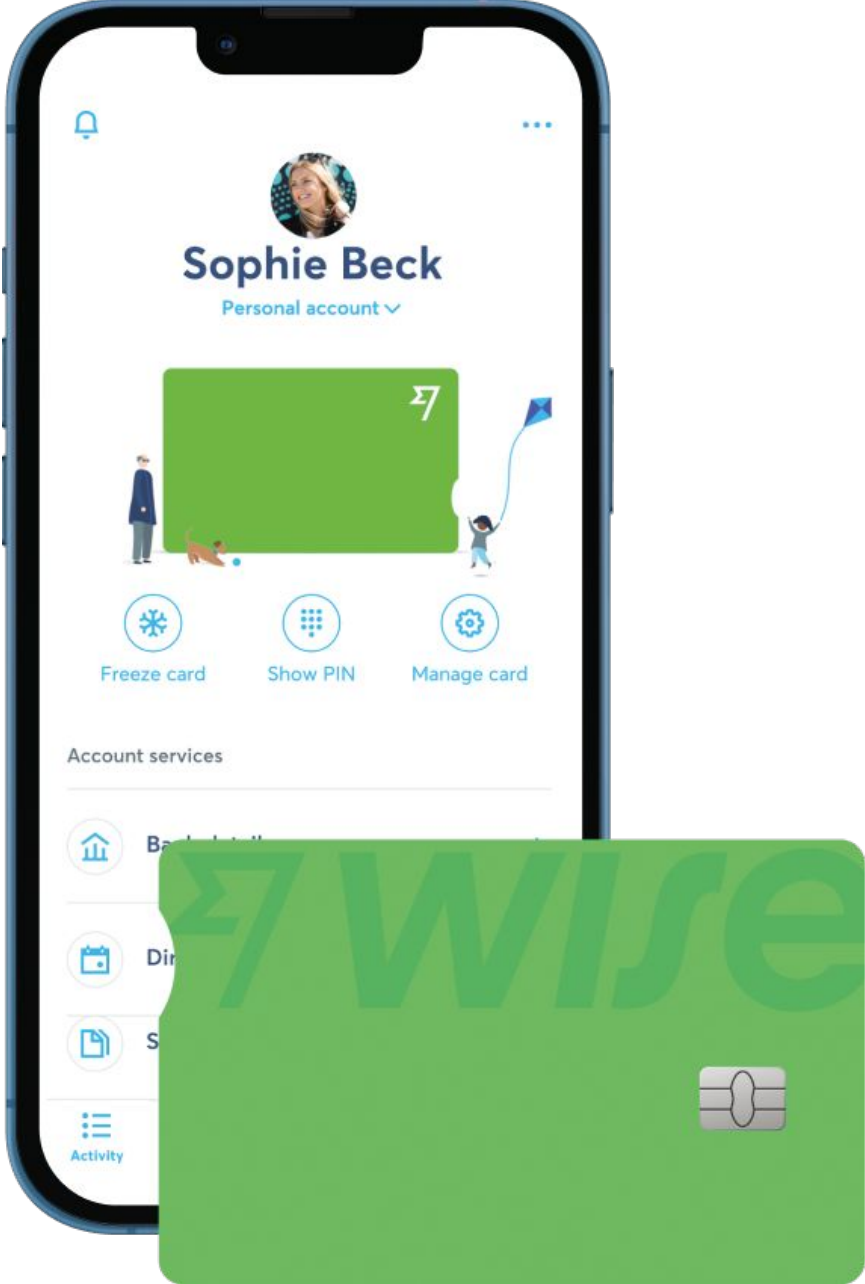 Sophie Beck
Personal account
Freeze card
Show PIN
Manage card
Account services
Activity
wise